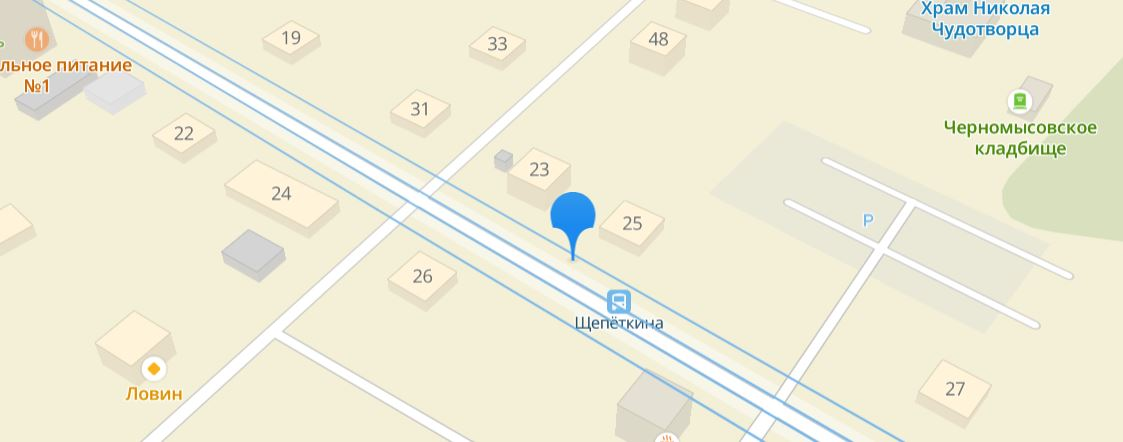 Храм Николая
Чудотворца
19
33
48
льное питание
№1
31
22
Черномысовское
кладбище
23
24
25
P
26
Щепёткина
27
Ловин